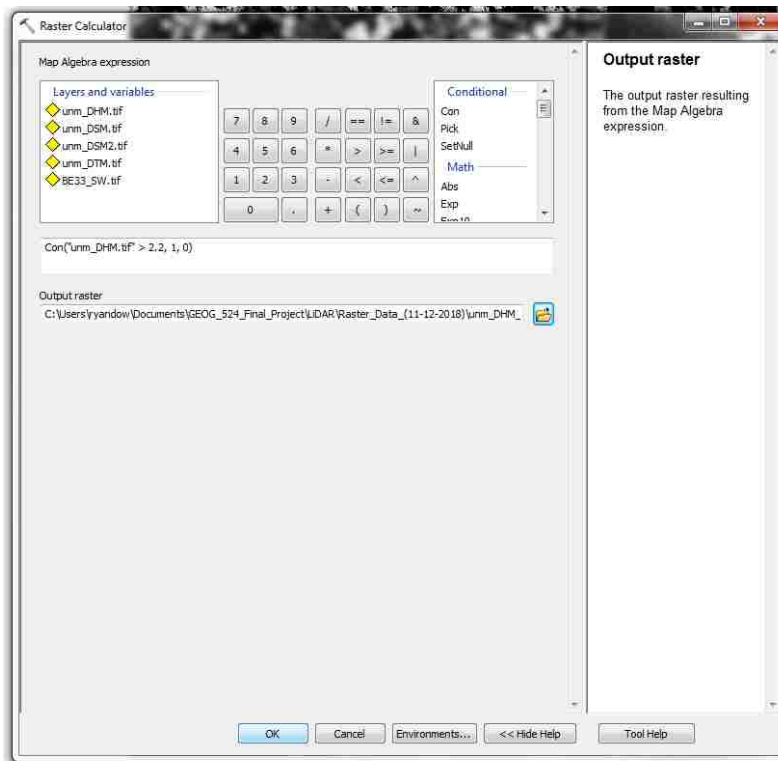 Raster Calculator
Map Algebra expression
Layers and variables
unm_DHM.tif
unm_DSM.tif
unm_DSM2.tif
unm_DTM.tif
BE33_SW.tif
7 8 9 / == != &
4 5 6 * > >= |
1 2 3 - < <= ^
0 . + ( ) ~
Conditional
Con
Pick
SetNull
Math
Abs
Exp
Exp10
Con("unm_DHM.tif" > 2.2, 1, 0)
Output raster
C:\Users\ryandow\Documents\GEOG_524_Final_Project\LiDAR\Raster_Data_(11-12-2018)\unm_DHM_
OK
Cancel
Environments...
<< Hide Help
Tool Help
Output raster
The output raster resulting
from the Map Algebra
expression.